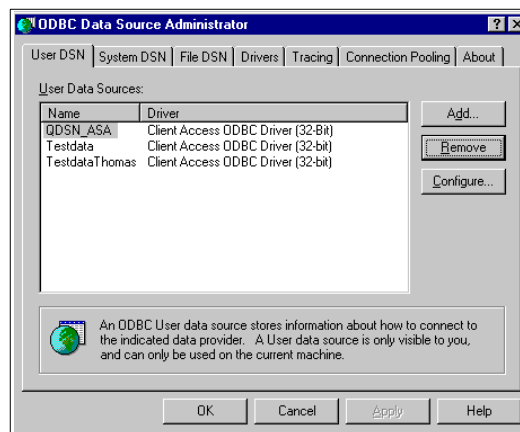 ODBC Data Source Administrator
User DSN System DSN File DSN Drivers Tracing Connection Pooling About
User Data Sources:
Name Driver
QDSN_ASA Client Access ODBC Driver (32-Bit)
Testdata Client Access ODBC Driver (32-bit)
TestdataThomas Client Access ODBC Driver (32-bit)
Add...
Remove
Configure...
An ODBC User data source stores information about how to connect to
the indicated data provider. A User data source is only visible to you,
and can only be used on the current machine.
OK Cancel Apply Help